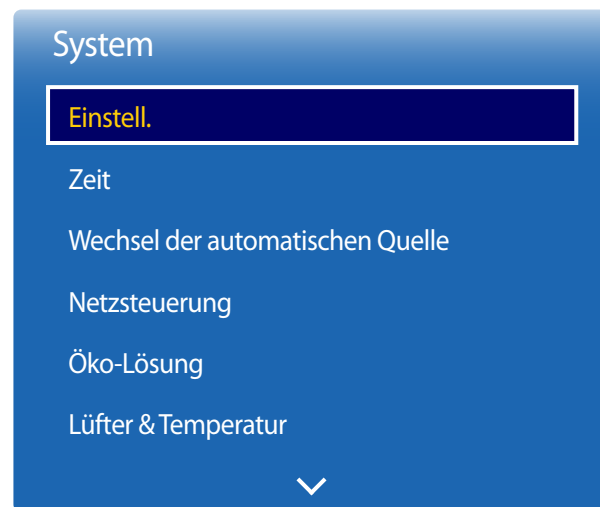 System
Einstell.
Zeit
Wechsel der automatischen Quelle
Netzsteuerung
Öko-Lösung
Lüfter & Temperatur